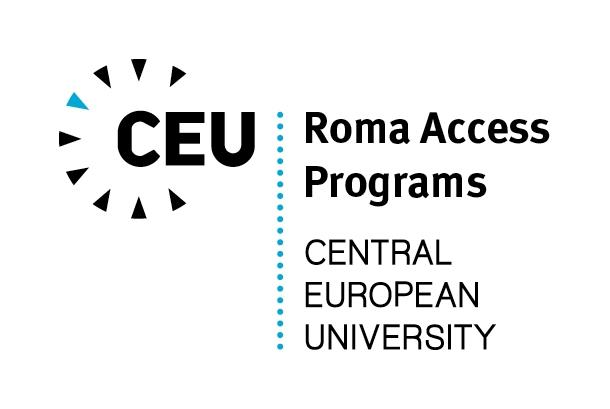 CEU
Roma Access
Programs
CENTRAL
EUROPEAN
UNIVERSITY